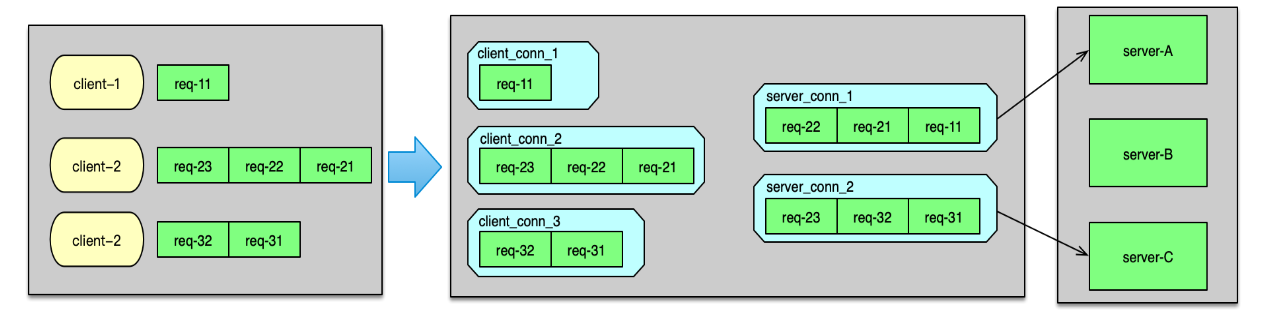 client–1
req-11
client–2
req-23 req-22 req-21
client–2
req-32 req-31
client_conn_1
req-11
client_conn_2
req-23 req-22 req-21
client_conn_3
req-32 req-31
server_conn_1
req-22 req-21 req-11
server_conn_2
req-23 req-32 req-31
server-A
server-B
server-C